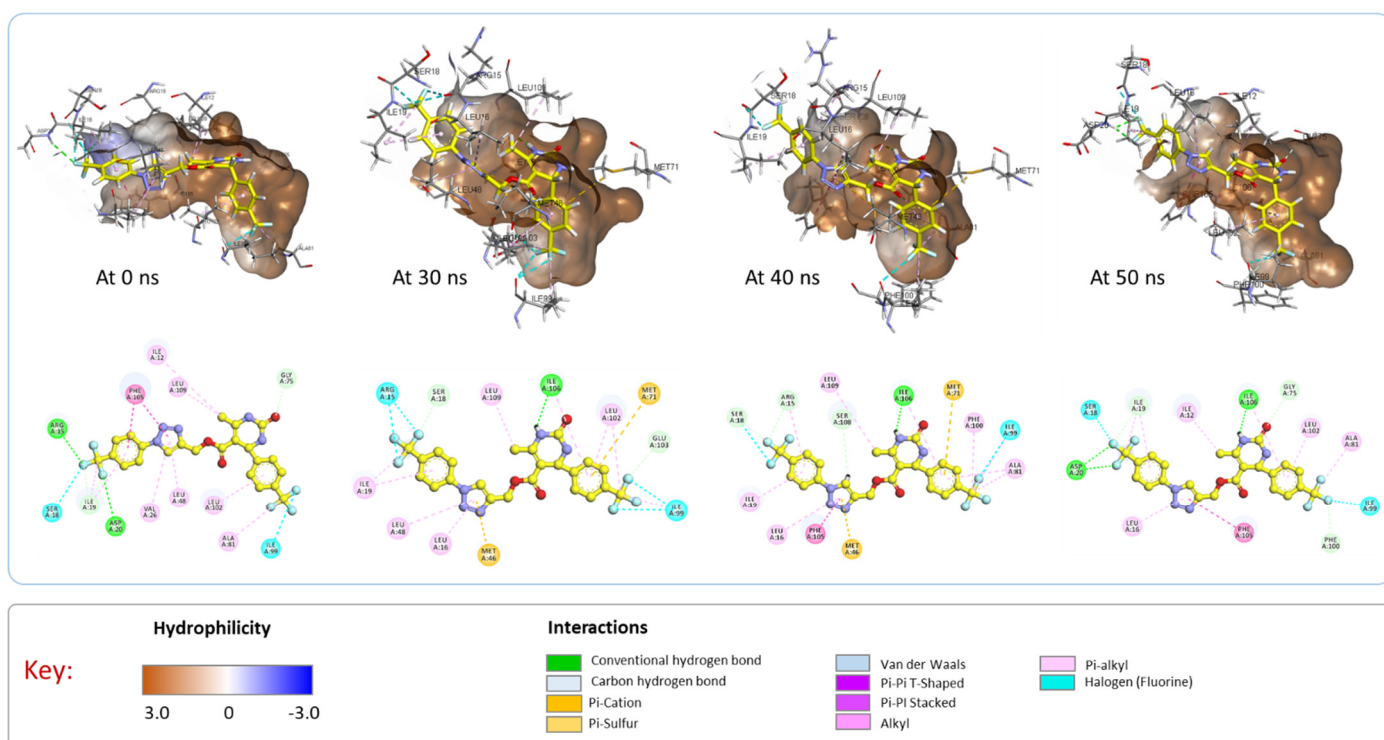 SER18
ARG15
LEU109
ILE19
LEU16
MET71
LEU48
MET48
ILE99
SER18
ARG15
LEU109
ILE19
LEU16
MET71
ALA81
PHE100
SER18
LEU16
ILE12
ASP20
PHE100
At 0 ns
At 30 ns
At 40 ns
At 50 ns
ILE
A:12
LEU
A:109
GLY
A:75
PHE
A:105
ARG
A:15
SER
A:18
ILE
A:19
ASP
A:20
VAL
A:26
LEU
A:48
LEU
A:102
ALA
A:81
ILE
A:99
ARG
A:15
SER
A:18
LEU
A:109
ILE
A:106
MET
A:71
LEU
A:102
GLU
A:103
ILE
A:19
LEU
A:48
LEU
A:16
MET
A:46
ILE
A:99
SER
A:18
ARG
A:15
LEU
A:109
SER
A:108
ILE
A:106
MET
A:71
PHE
A:100
ILE
A:99
ALA
A:81
ILE
A:19
LEU
A:16
PHE
A:105
MET
A:46
SER
A:18
ILE
A:19
ILE
A:12
ILE
A:106
GLY
A:75
LEU
A:102
ALA
A:81
ASP
A:20
LEU
A:16
PHE
A:105
ILE
A:99
PHE
A:100
Key:
Hydrophilicity
3.0 0 -3.0
Interactions
Conventional hydrogen bond
Carbon hydrogen bond
Pi-Cation
Pi-Sulfur
Van der Waals
Pi-Pi T-Shaped
Pi-PI Stacked
Alkyl
Pi-alkyl
Halogen (Fluorine)